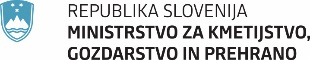 REPUBLIKA SLOVENIJA
MINISTRSTVO ZA KMETIJSTVO,
GOZDARSTVO IN PREHRANO